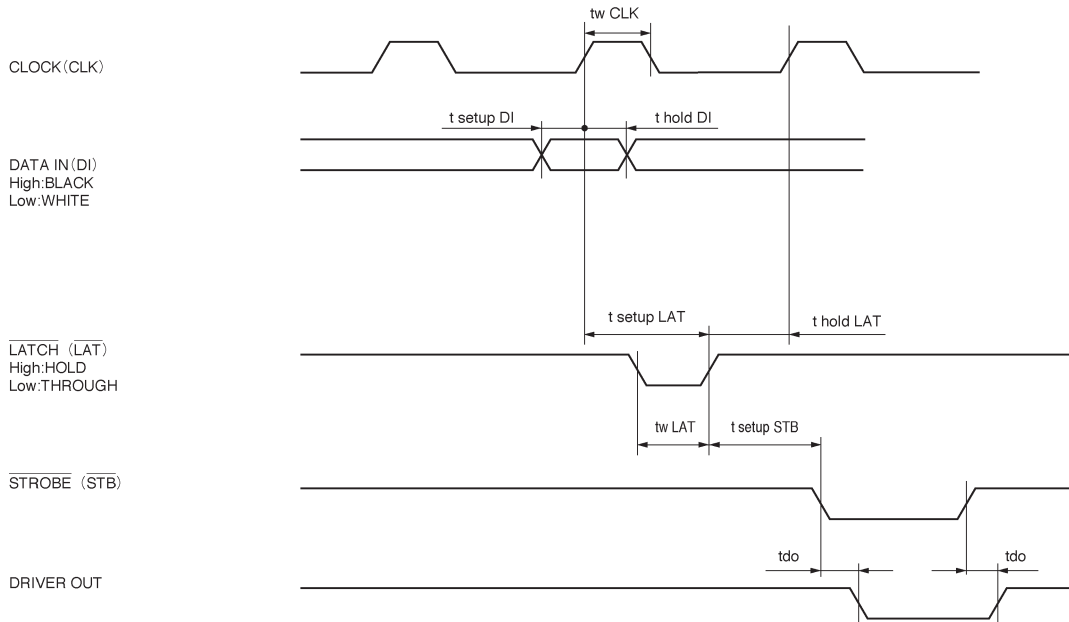 tw CLK
CLOCK(CLK)
t setup DI
t hold DI
DATA IN(DI)
High:BLACK
Low:WHITE
t setup LAT
t hold LAT
LATCH (LAT)
High:HOLD
Low:THROUGH
tw LAT
t setup STB
STROBE (STB)
tdo
tdo
DRIVER OUT